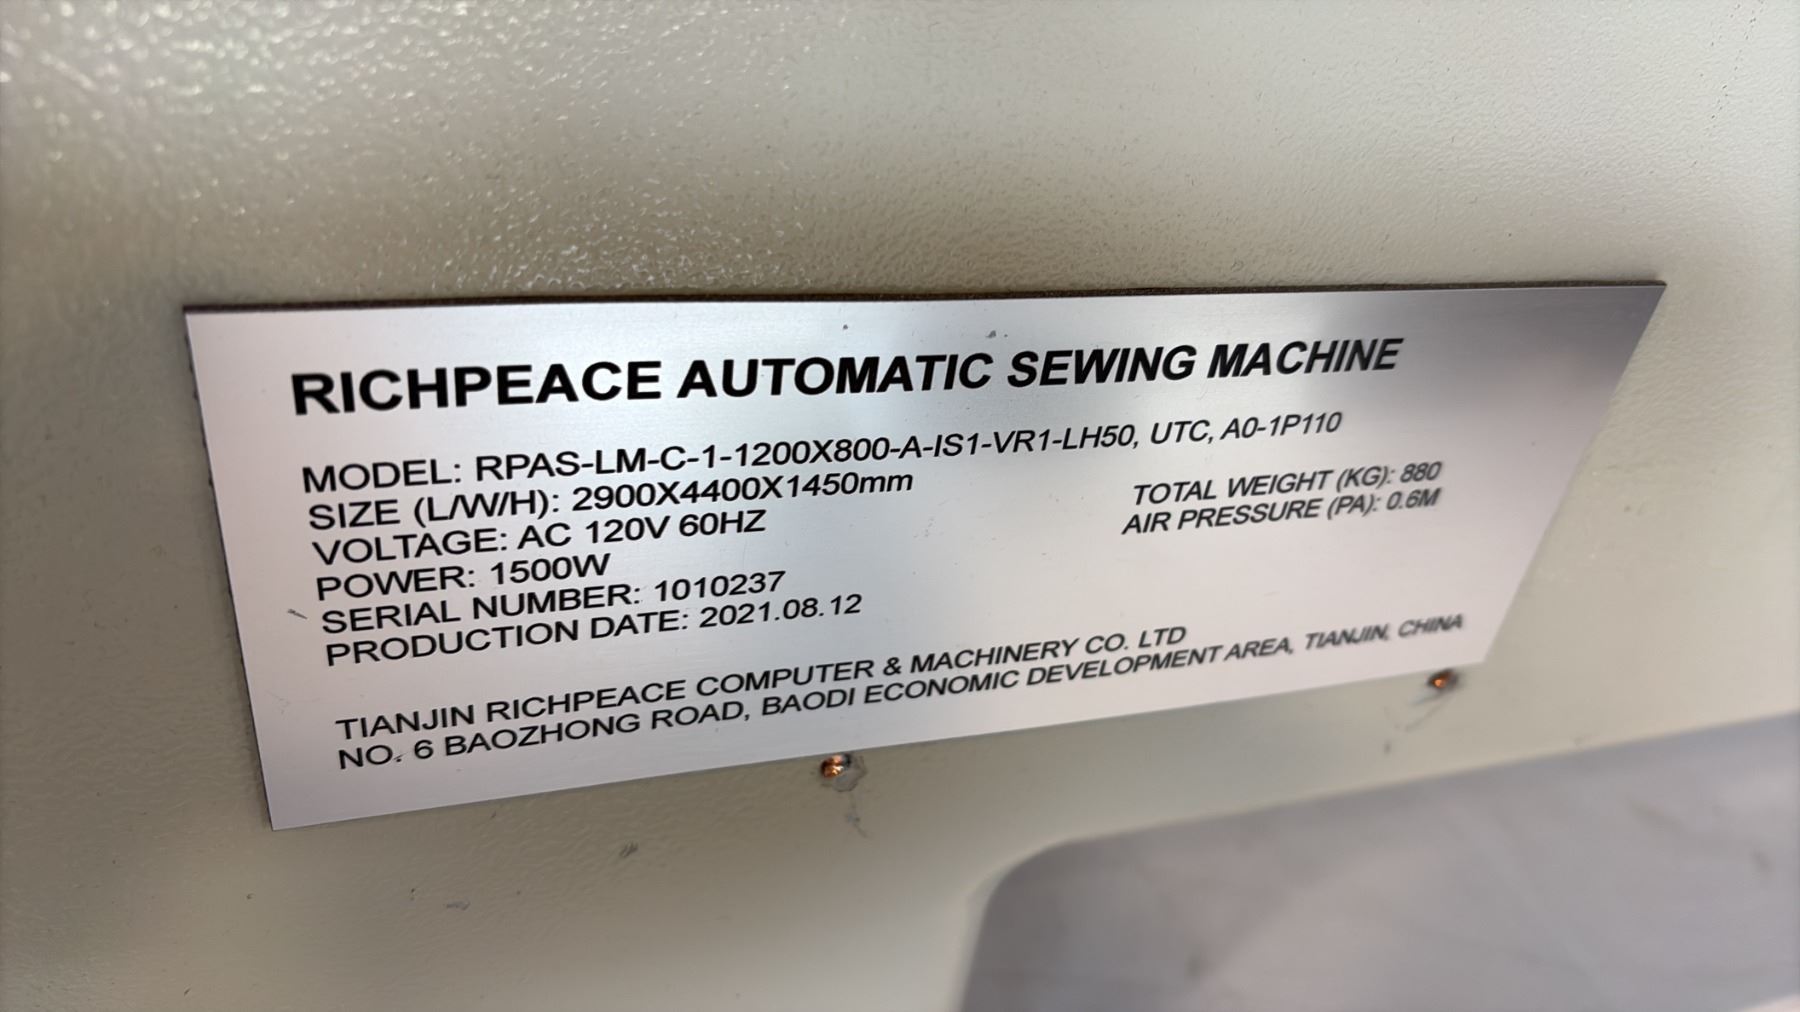 RICHPEACE AUTOMATIC SEWING MACHINE
MODEL: RPAS-LM-C-1-1200X800-A-IS1-VR1-LH50, UTC, A0-1P110
SIZE (L/W/H): 2900X4400X1450mm
TOTAL WEIGHT (KG): 880
VOLTAGE: AC 120V 60HZ
AIR PRESSURE (PA): 0.6M
POWER: 1500W
SERIAL NUMBER: 1010237
PRODUCTION DATE: 2021.08.12
TIANJIN RICHPEACE COMPUTER & MACHINERY CO. LTD
NO. 6 BAOZHONG ROAD, BAODI ECONOMIC DEVELOPMENT AREA, TIANJIN, CHINA